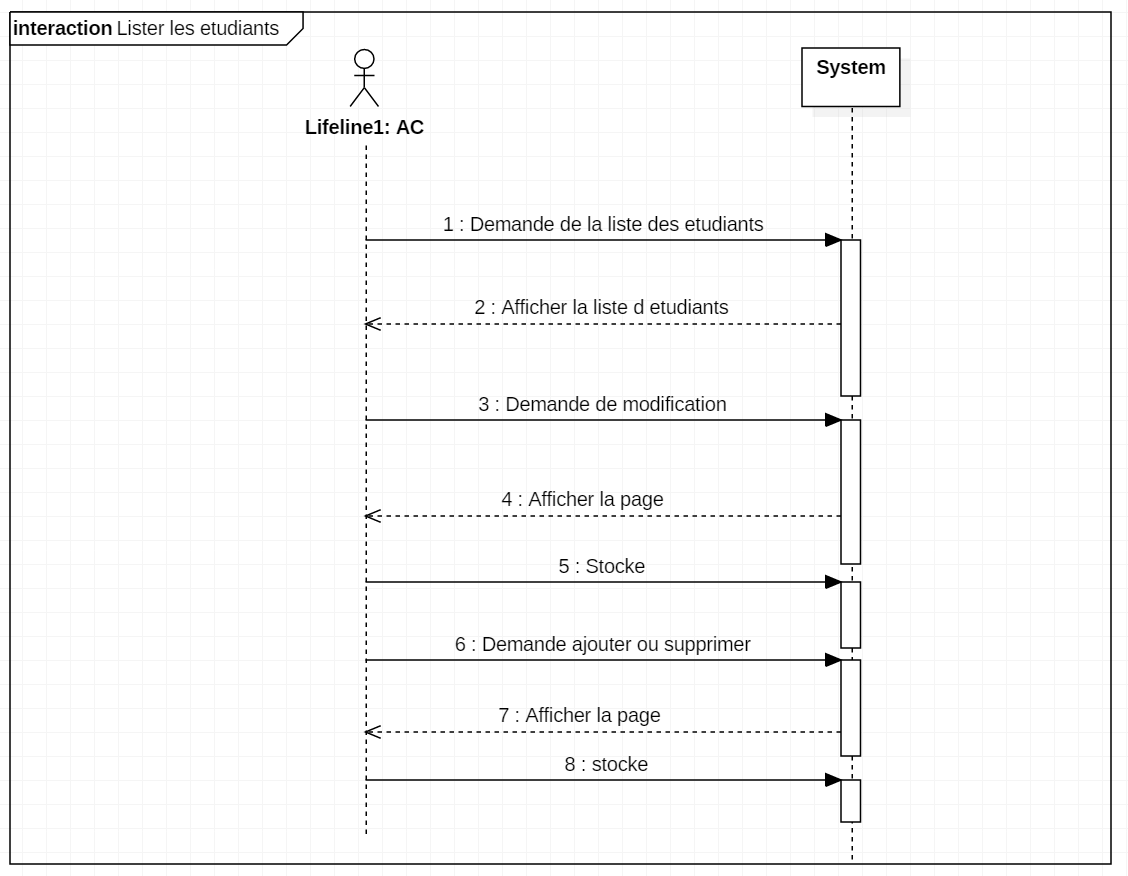 interaction Lister les etudiants
System
Lifeline1: AC
1 : Demande de la liste des etudiants
2 : Afficher la liste d etudiants
3 : Demande de modification
4 : Afficher la page
5 : Stocke
6 : Demande ajouter ou supprimer
7 : Afficher la page
8 : stocke